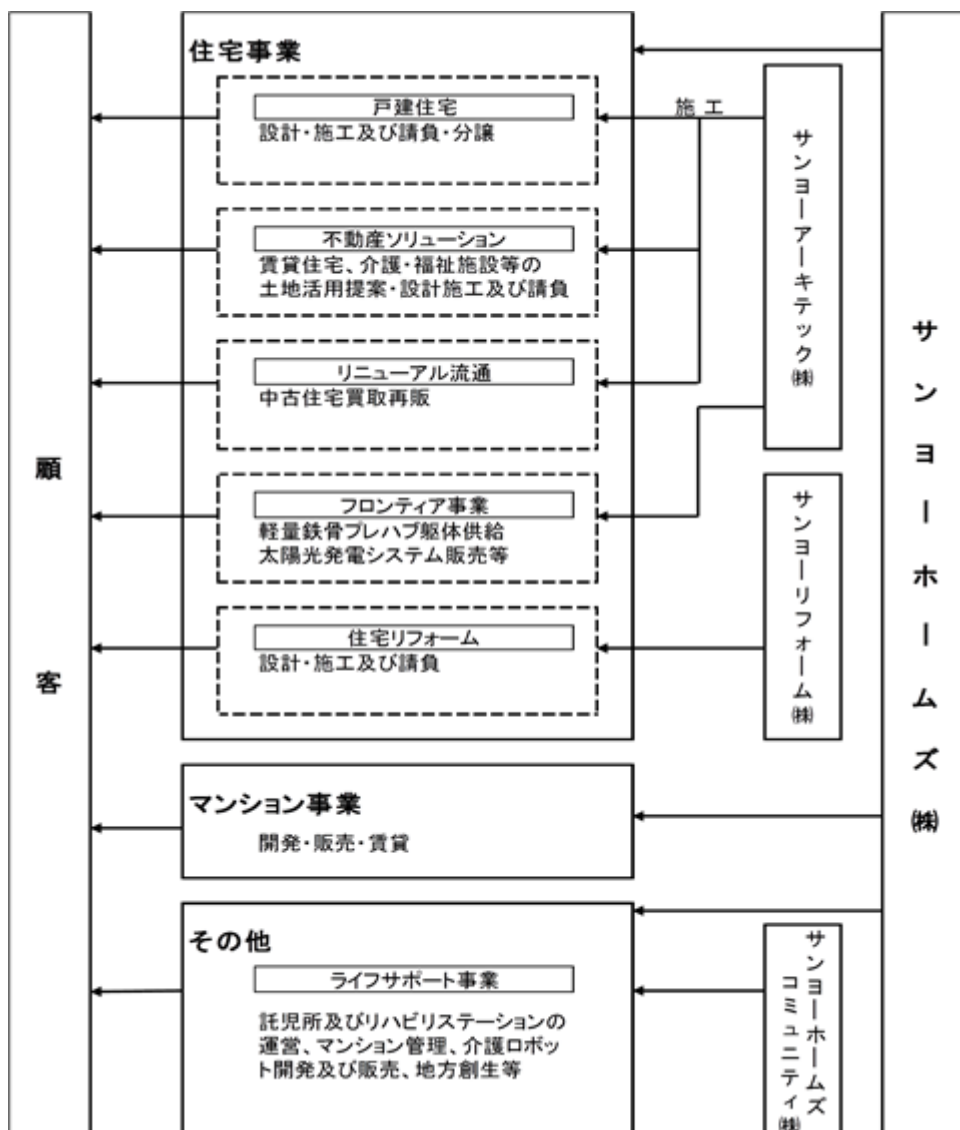 住宅事業
戸建住宅
設計・施工及び請負・分譲
不動産ソリューション
賃貸住宅、介護・福祉施設等の
土地活用提案・設計施工及び請負
リニューアル流通
中古住宅買取再販
フロンティア事業
軽量鉄骨プレハブ躯体供給
太陽光発電システム販売等
住宅リフォーム
設計・施工及び請負
マンション事業
開発・販売・賃貸
その他
ライフサポート事業
託児所及びリハビリステーションの
運営、マンション管理、介護ロボッ
ト開発及び販売、地方創生等
顧客
施工
サンヨーアーキテック㈱
サンヨーリフォーム㈱
サンヨーホームズ
コミュニティ㈱
サンヨーホームズ㈱